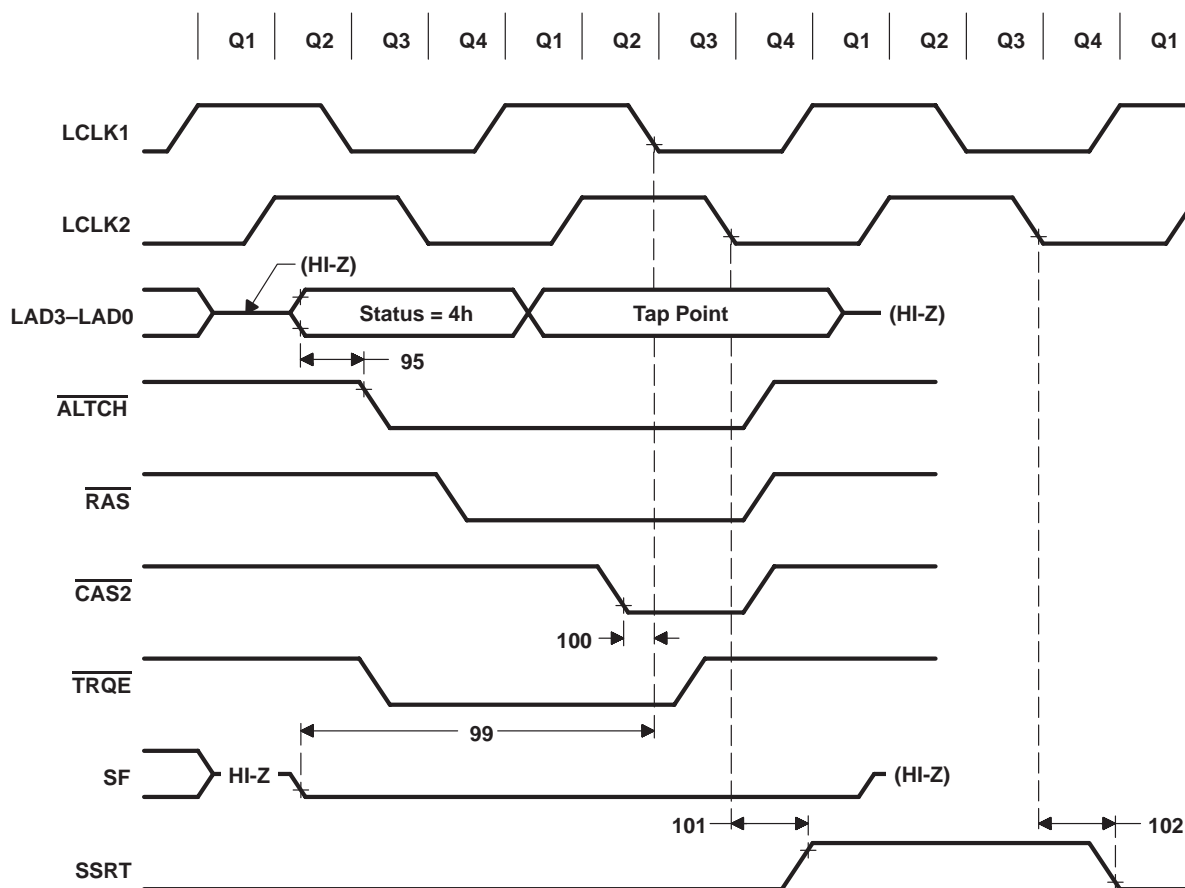 Q1 Q2 Q3 Q4 Q1 Q2 Q3 Q4 Q1 Q2 Q3 Q4 Q1
LCLK1
LCLK2
(HI-Z)
LAD3–LAD0 Status = 4h Tap Point (HI-Z)
95
ALTCH
RAS
CAS2
100
TRQE
99
SF HI-Z (HI-Z)
101 102
SSRT